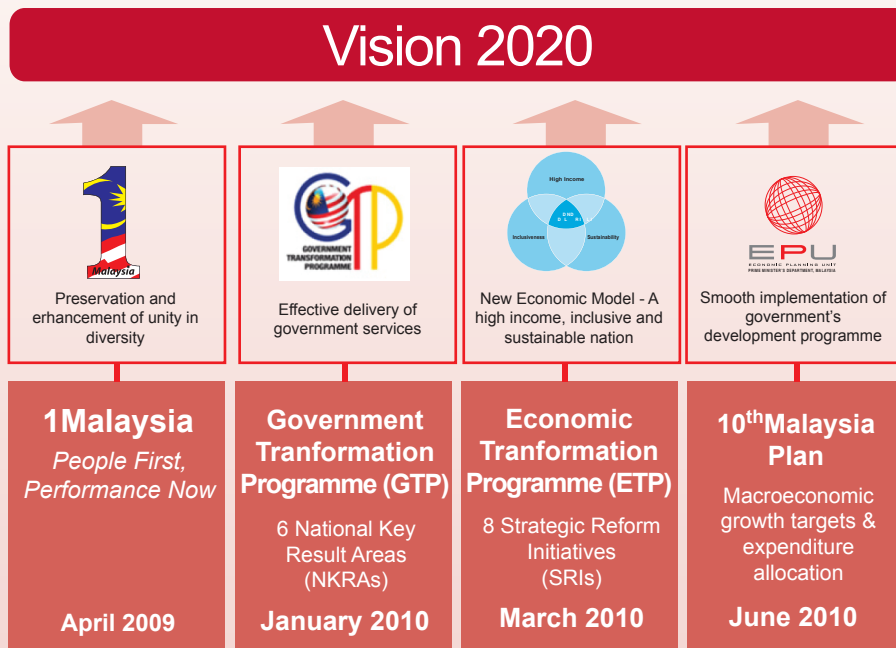 Vision 2020
Malaysia
Preservation and
erhancement of unity in
diversity
GTP
GOVERNMENT
TRANSFORMATION
PROGRAMME
Effective delivery of
government services
High Income
Inclusiveness
Sustainability
New Economic Model - A
high income, inclusive and
sustainable nation
EPU
ECONOMIC PLANNING UNIT
PRIME MINISTER'S DEPARTMENT, MALAYSIA
Smooth implementation of
government’s
development programme
1Malaysia
People First,
Performance Now
April 2009
Government
Tranformation
Programme (GTP)
6 National Key
Result Areas
(NKRAs)
January 2010
Economic
Tranformation
Programme (ETP)
8 Strategic Reform
Initiatives
(SRIs)
March 2010
10thMalaysia
Plan
Macroeconomic
growth targets &
expenditure
allocation
June 2010